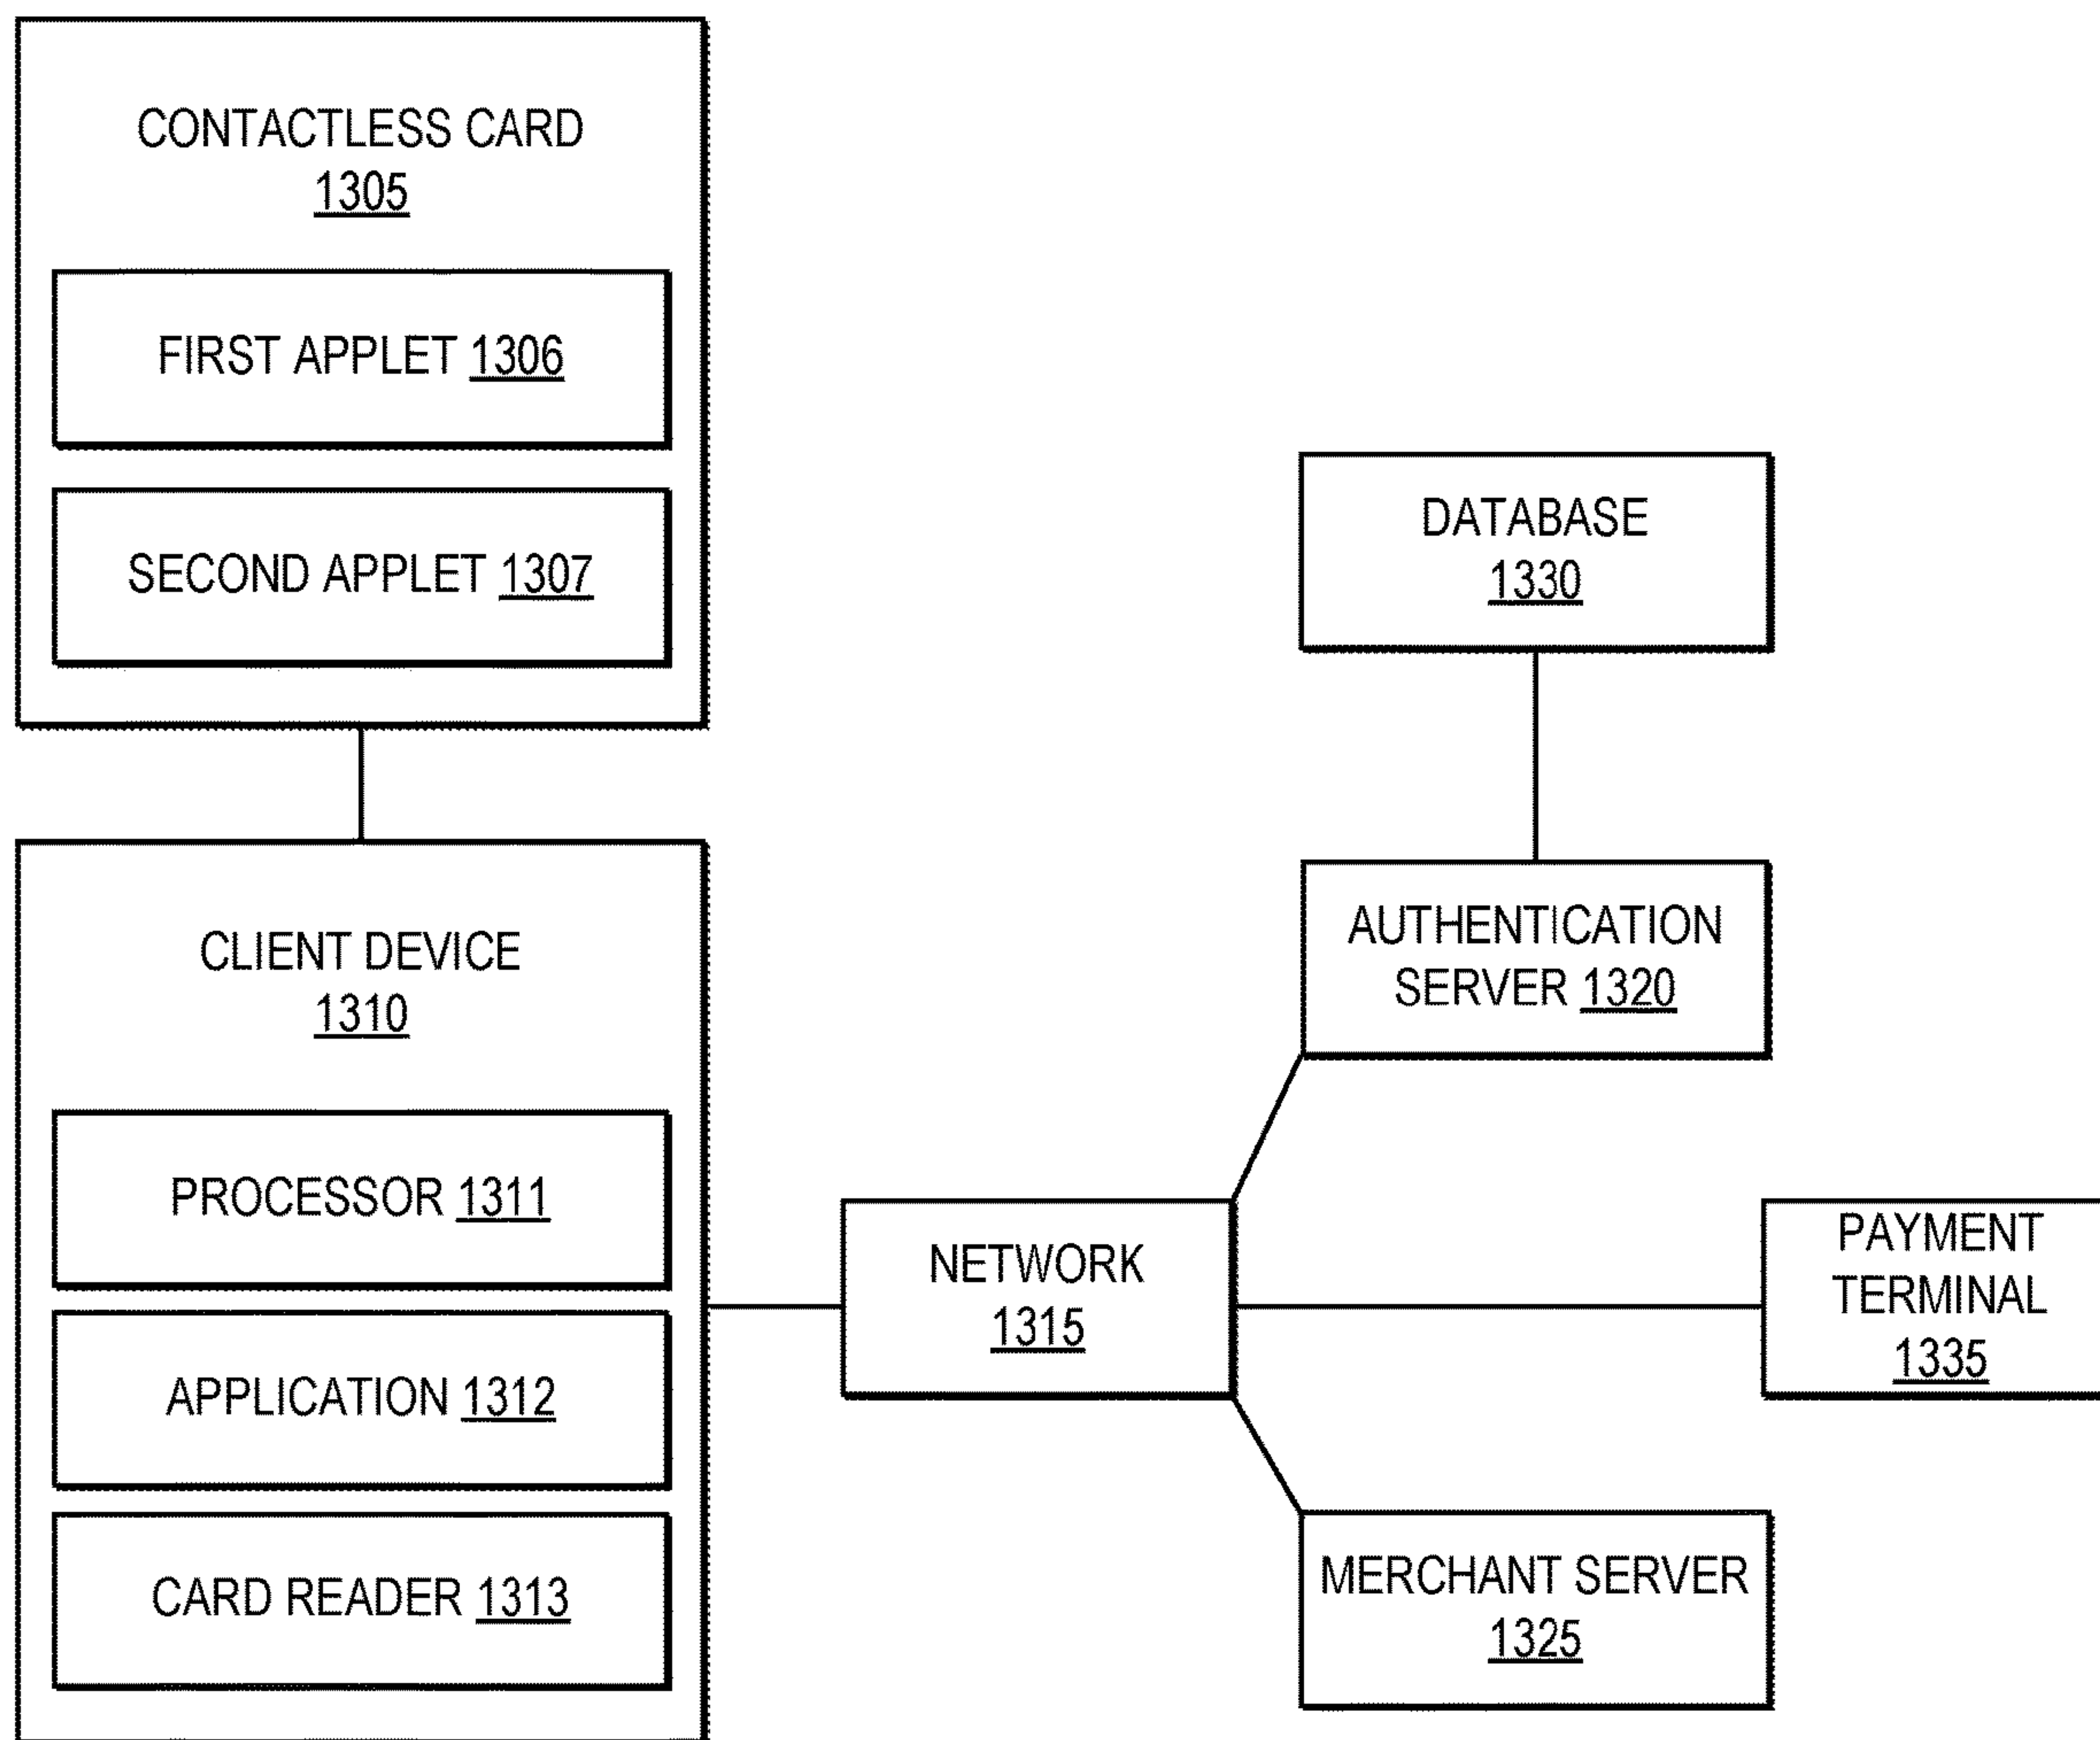 CONTACTLESS CARD
1305
FIRST APPLET 1306
SECOND APPLET 1307
CLIENT DEVICE
1310
PROCESSOR 1311
APPLICATION 1312
CARD READER 1313
NETWORK
1315
DATABASE
1330
AUTHENTICATION
SERVER 1320
PAYMENT
TERMINAL
1335
MERCHANT SERVER
1325